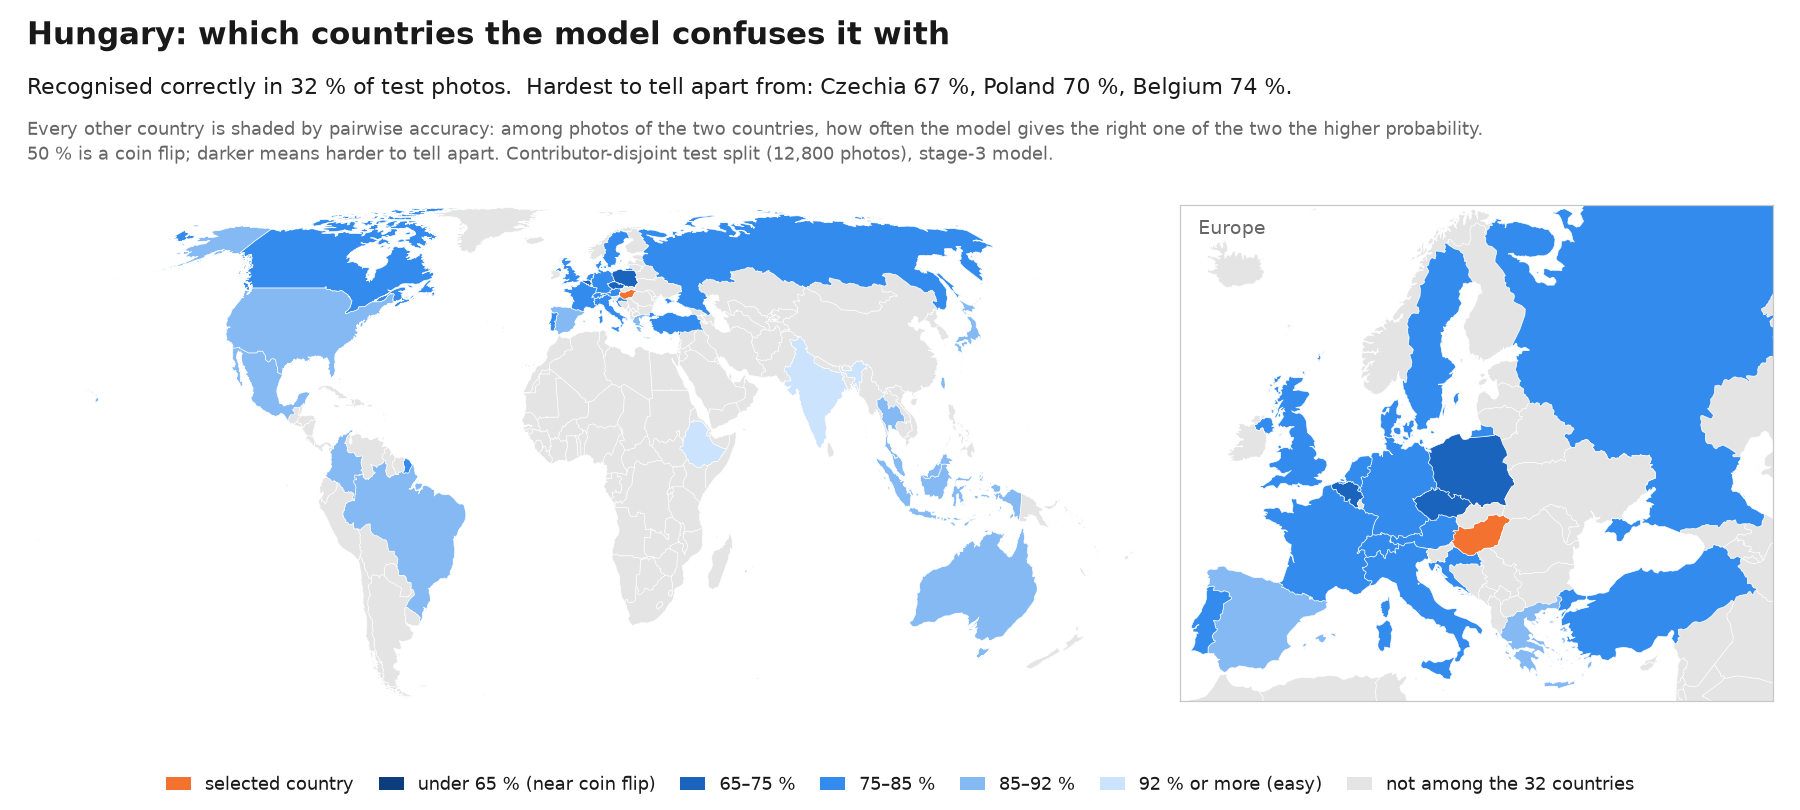 Hungary: which countries the model confuses it with
Recognised correctly in 32 % of test photos.  Hardest to tell apart from: Czechia 67 %, Poland 70 %, Belgium 74 %.
Every other country is shaded by pairwise accuracy: among photos of the two countries, how often the model gives the right one of the two the higher probability.
50 % is a coin flip; darker means harder to tell apart. Contributor-disjoint test split (12,800 photos), stage-3 model.
Europe
selected country
under 65 % (near coin flip)
65–75 %
75–85 %
85–92 %
92 % or more (easy)
not among the 32 countries